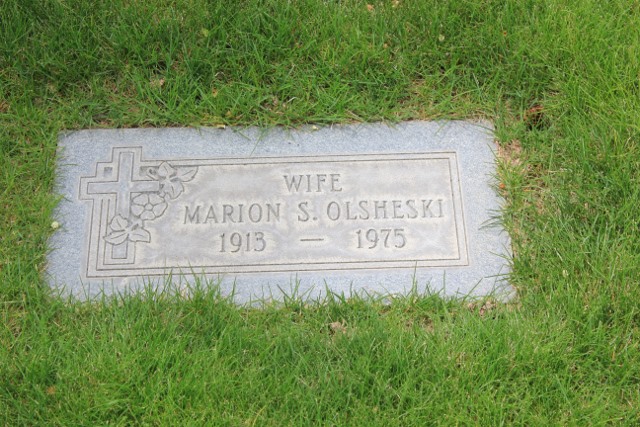 WIFE
MARION S. OLSHESKI
1913 — 1975